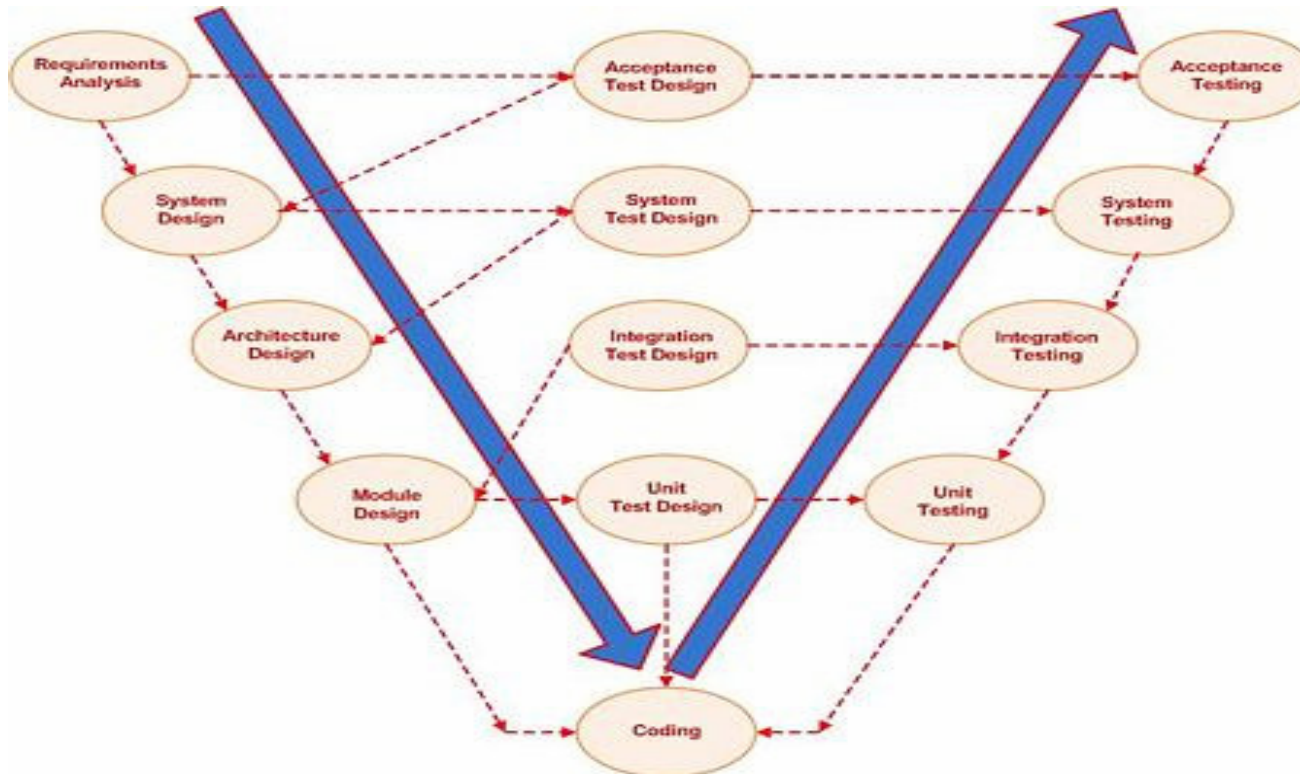 Requirements
Analysis
Acceptance
Test Design
Acceptance
Testing
System
Design
System
Test Design
System
Testing
Architecture
Design
Integration
Test Design
Integration
Testing
Module
Design
Unit
Test Design
Unit
Testing
Coding